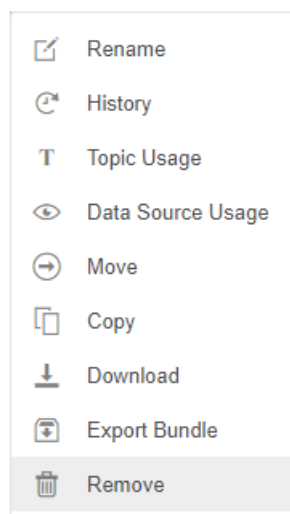 Rename
History
Topic Usage
Data Source Usage
Move
Copy
Download
Export Bundle
Remove